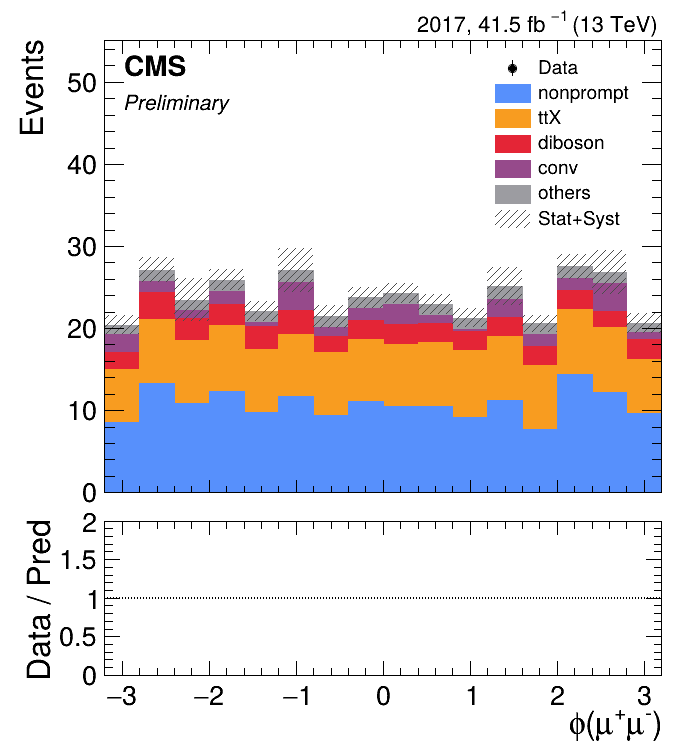 2017, 41.5 fb⁻¹ (13 TeV)
CMS
Preliminary
Events
50
40
30
20
10
0
Data
nonprompt
ttX
diboson
conv
others
Stat+Syst
Data / Pred
2
1.5
1
0.5
0
−3 −2 −1 0 1 2 3
ϕ(μ⁺μ⁻)